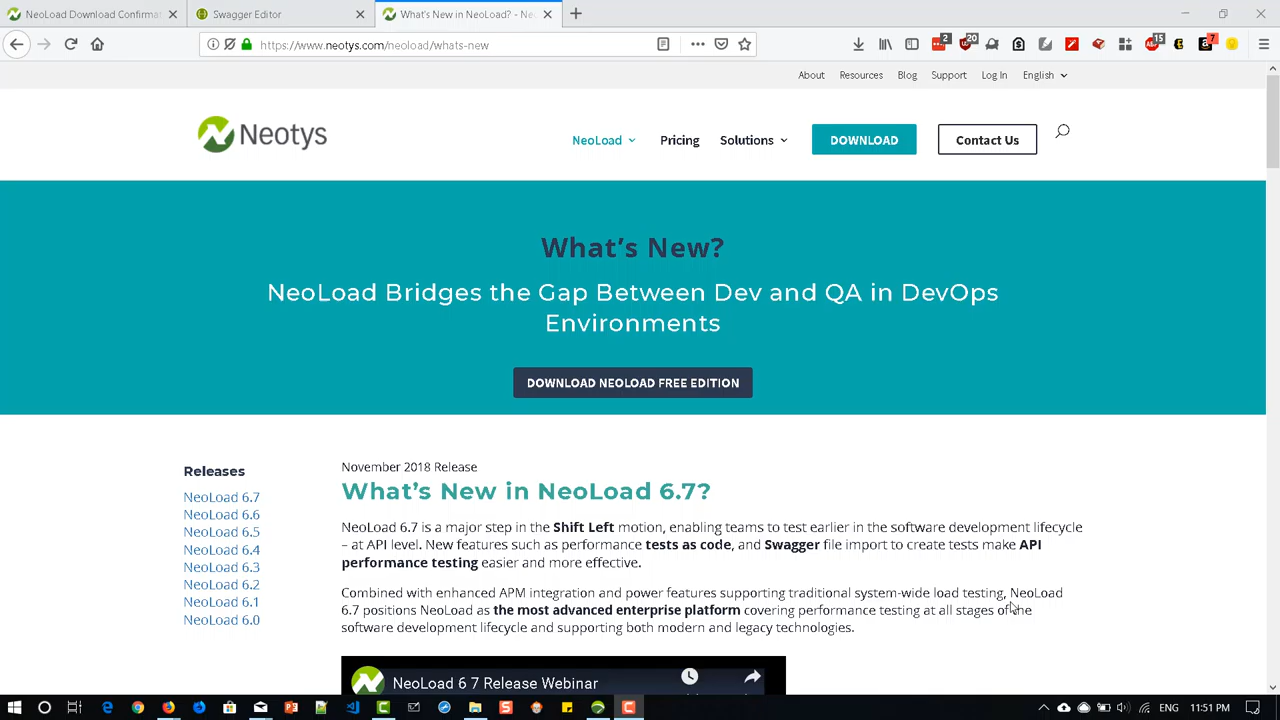 NeoLoad Download Confirmat
Swagger Editor
What's New in NeoLoad? - Neo
https://www.neotys.com/neoload/whats-new
2
20
15
7
About
Resources
Blog
Support
Log In
English
Neotys
NeoLoad
Pricing
Solutions
DOWNLOAD
Contact Us
What's New?
NeoLoad Bridges the Gap Between Dev and QA in DevOps
Environments
DOWNLOAD NEOLOAD FREE EDITION
Releases
NeoLoad 6.7
NeoLoad 6.6
NeoLoad 6.5
NeoLoad 6.4
NeoLoad 6.3
NeoLoad 6.2
NeoLoad 6.1
NeoLoad 6.0
November 2018 Release
What's New in NeoLoad 6.7?
NeoLoad 6.7 is a major step in the Shift Left motion, enabling teams to test earlier in the software development lifecycle
– at API level. New features such as performance tests as code, and Swagger file import to create tests make API
performance testing easier and more effective.
Combined with enhanced APM integration and power features supporting traditional system-wide load testing, NeoLoad
6.7 positions NeoLoad as the most advanced enterprise platform covering performance testing at all stages of the
software development lifecycle and supporting both modern and legacy technologies.
NeoLoad 6 7 Release Webinar
ENG
11:51 PM